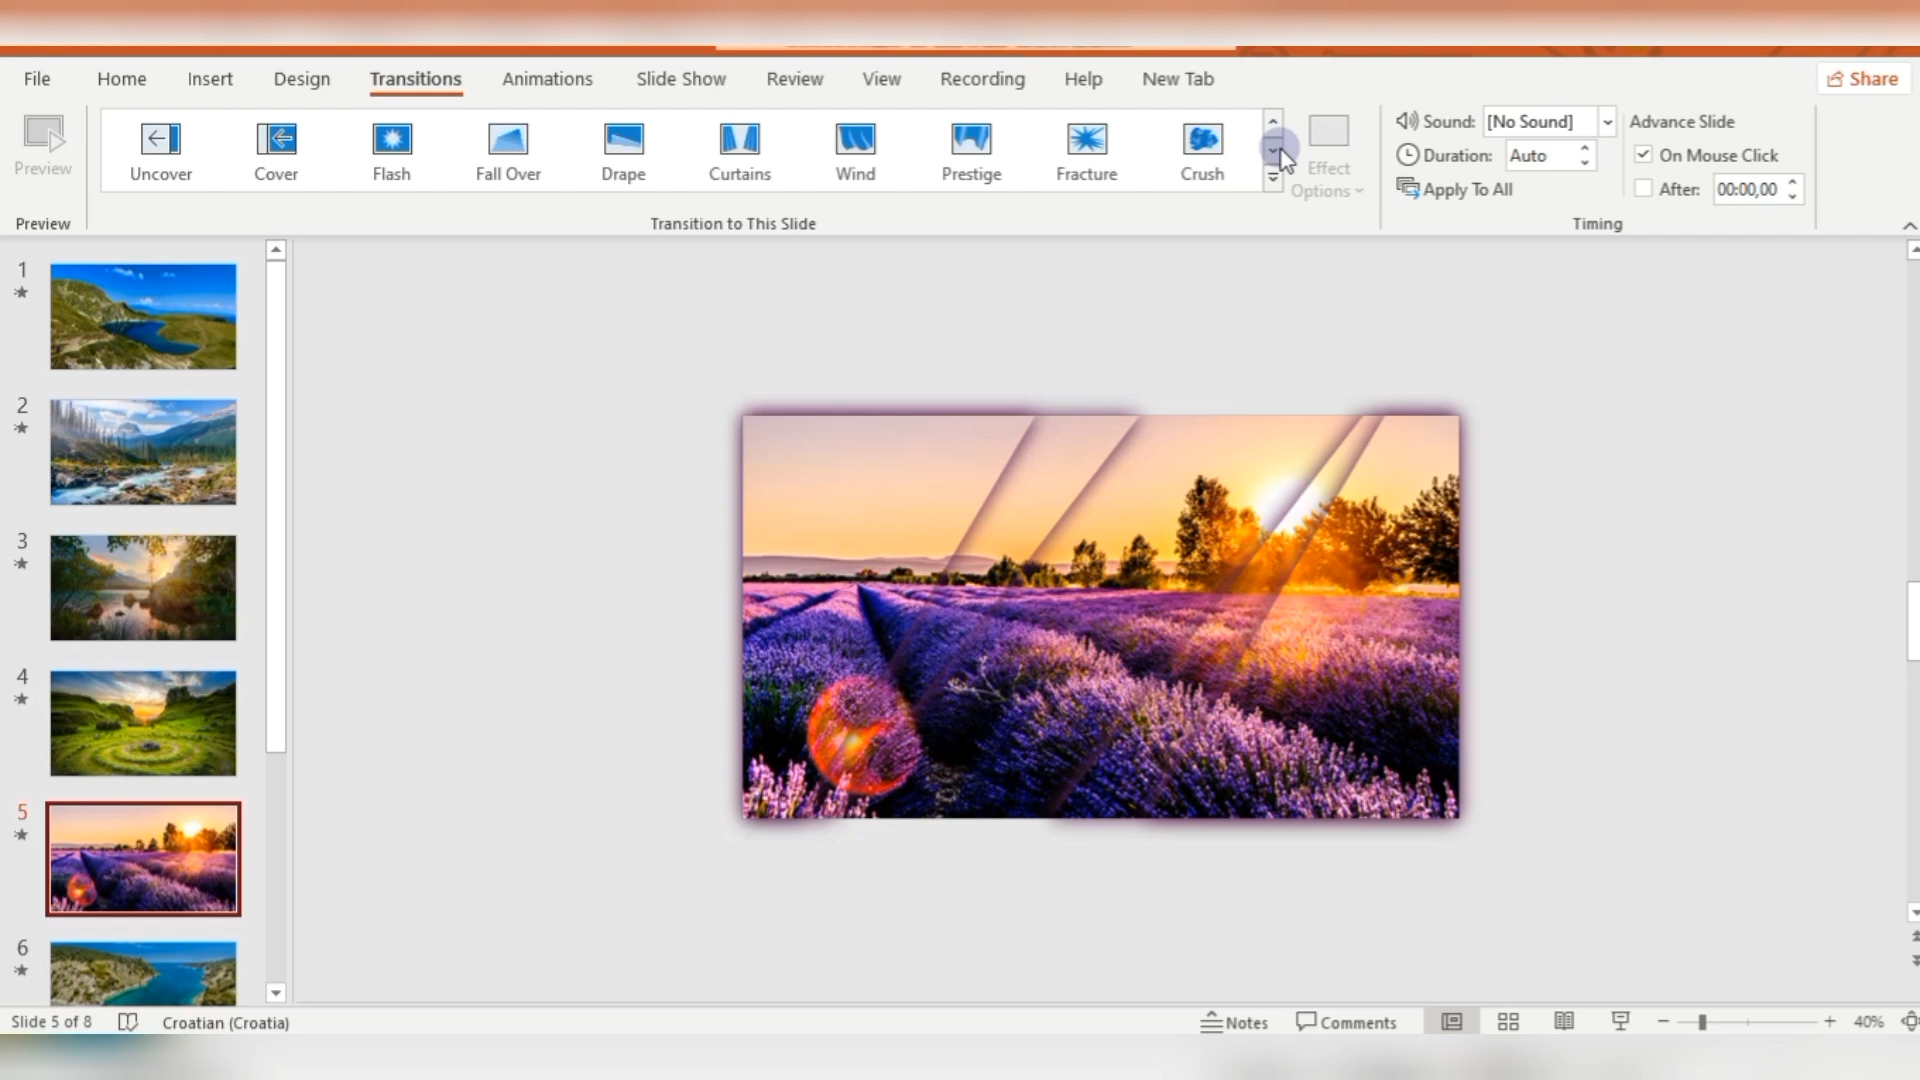 File Home Insert Design Transitions Animations Slide Show Review View Recording Help New Tab Share
Preview
Uncover Cover Flash Fall Over Drape Curtains Wind Prestige Fracture Crush
Effect
Options
Sound: [No Sound]
Duration: Auto
Apply To All
Advance Slide
On Mouse Click
After: 00:00,00
Preview Transition to This Slide Timing
1
2
3
4
5
6
Slide 5 of 8 Croatian (Croatia) Notes Comments 40%